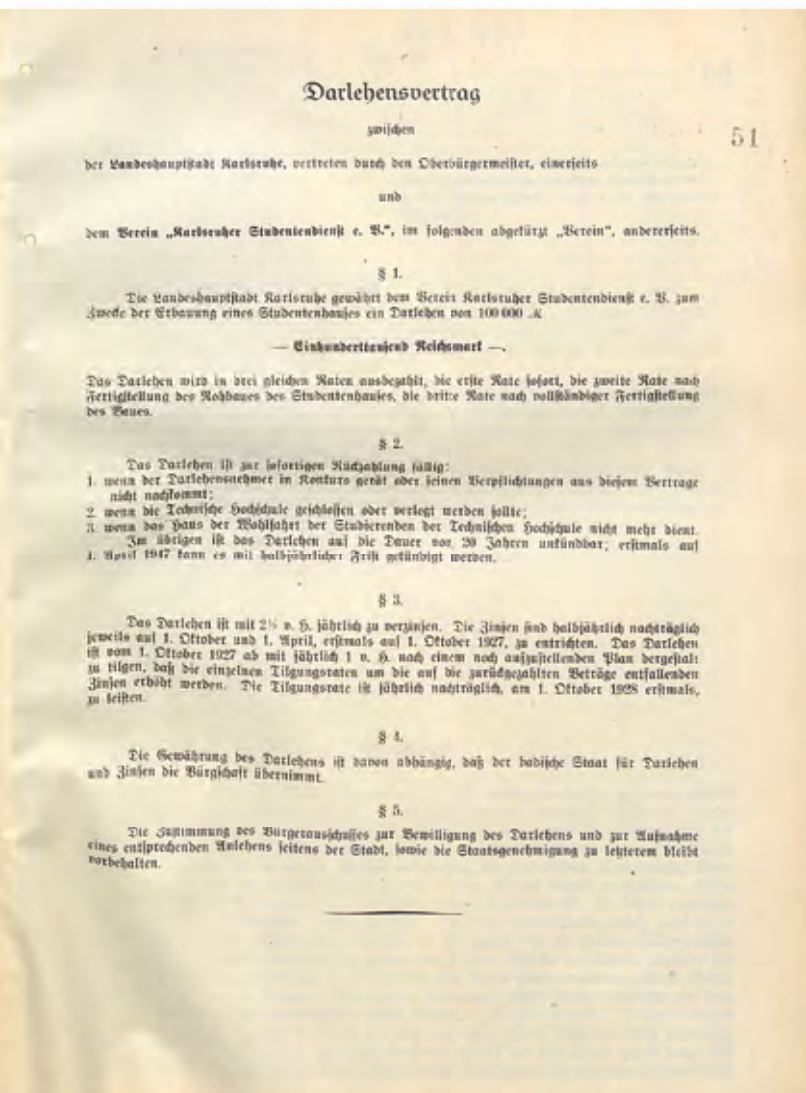 Darlehensvertrag
zwischen
51
der Landeshauptstadt Karlsruhe, vertreten durch den Oberbürgermeister, einerseits
und
dem Verein „Karlsruher Studentendienst e. V.“, im folgenden abgekürzt „Verein“, andererseits.
§ 1.
Die Landeshauptstadt Karlsruhe gewährt dem Verein Karlsruher Studentendienst e. V. zum
Zwecke der Erbauung eines Studentenhauses ein Darlehen von 100 000 ℳ
— Einhunderttausend Reichsmark —.
Das Darlehen wird in drei gleichen Raten ausbezahlt, die erste Rate sofort, die zweite Rate nach
Fertigstellung des Rohbaues des Studentenhauses, die dritte Rate nach vollständiger Fertigstellung
des Baues.
§ 2.
Das Darlehen ist zur sofortigen Rückzahlung fällig:
1. wenn der Darlehensnehmer in Konkurs gerät oder seinen Verpflichtungen aus diesem Vertrage
nicht nachkommt;
2. wenn die Technische Hochschule geschlossen oder verlegt werden sollte;
3. wenn das Haus der Wohlfahrt der Studierenden der Technischen Hochschule nicht mehr dient.
Im übrigen ist das Darlehen auf die Dauer von 20 Jahren unkündbar; erstmals auf
1. April 1947 kann es mit halbjährlicher Frist gekündigt werden.
§ 3.
Das Darlehen ist mit 2½ v. H. jährlich zu verzinsen. Die Zinsen sind halbjährlich nachträglich
jeweils auf 1. Oktober und 1. April, erstmals auf 1. Oktober 1927, zu entrichten. Das Darlehen
ist vom 1. Oktober 1927 ab mit jährlich 1 v. H. nach einem noch aufzustellenden Plan dergestalt
zu tilgen, daß die einzelnen Tilgungsraten um die auf die zurückgezahlten Beträge entfallenden
Zinsen erhöht werden. Die Tilgungsrate ist jährlich nachträglich, am 1. Oktober 1928 erstmals,
zu leisten.
§ 4.
Die Gewährung des Darlehens ist davon abhängig, daß der badische Staat für Darlehen
und Zinsen die Bürgschaft übernimmt.
§ 5.
Die Zustimmung des Bürgerausschusses zur Bewilligung des Darlehens und zur Aufnahme
eines entsprechenden Anlehens seitens der Stadt, sowie die Staatsgenehmigung zu letzterem bleibt
vorbehalten.